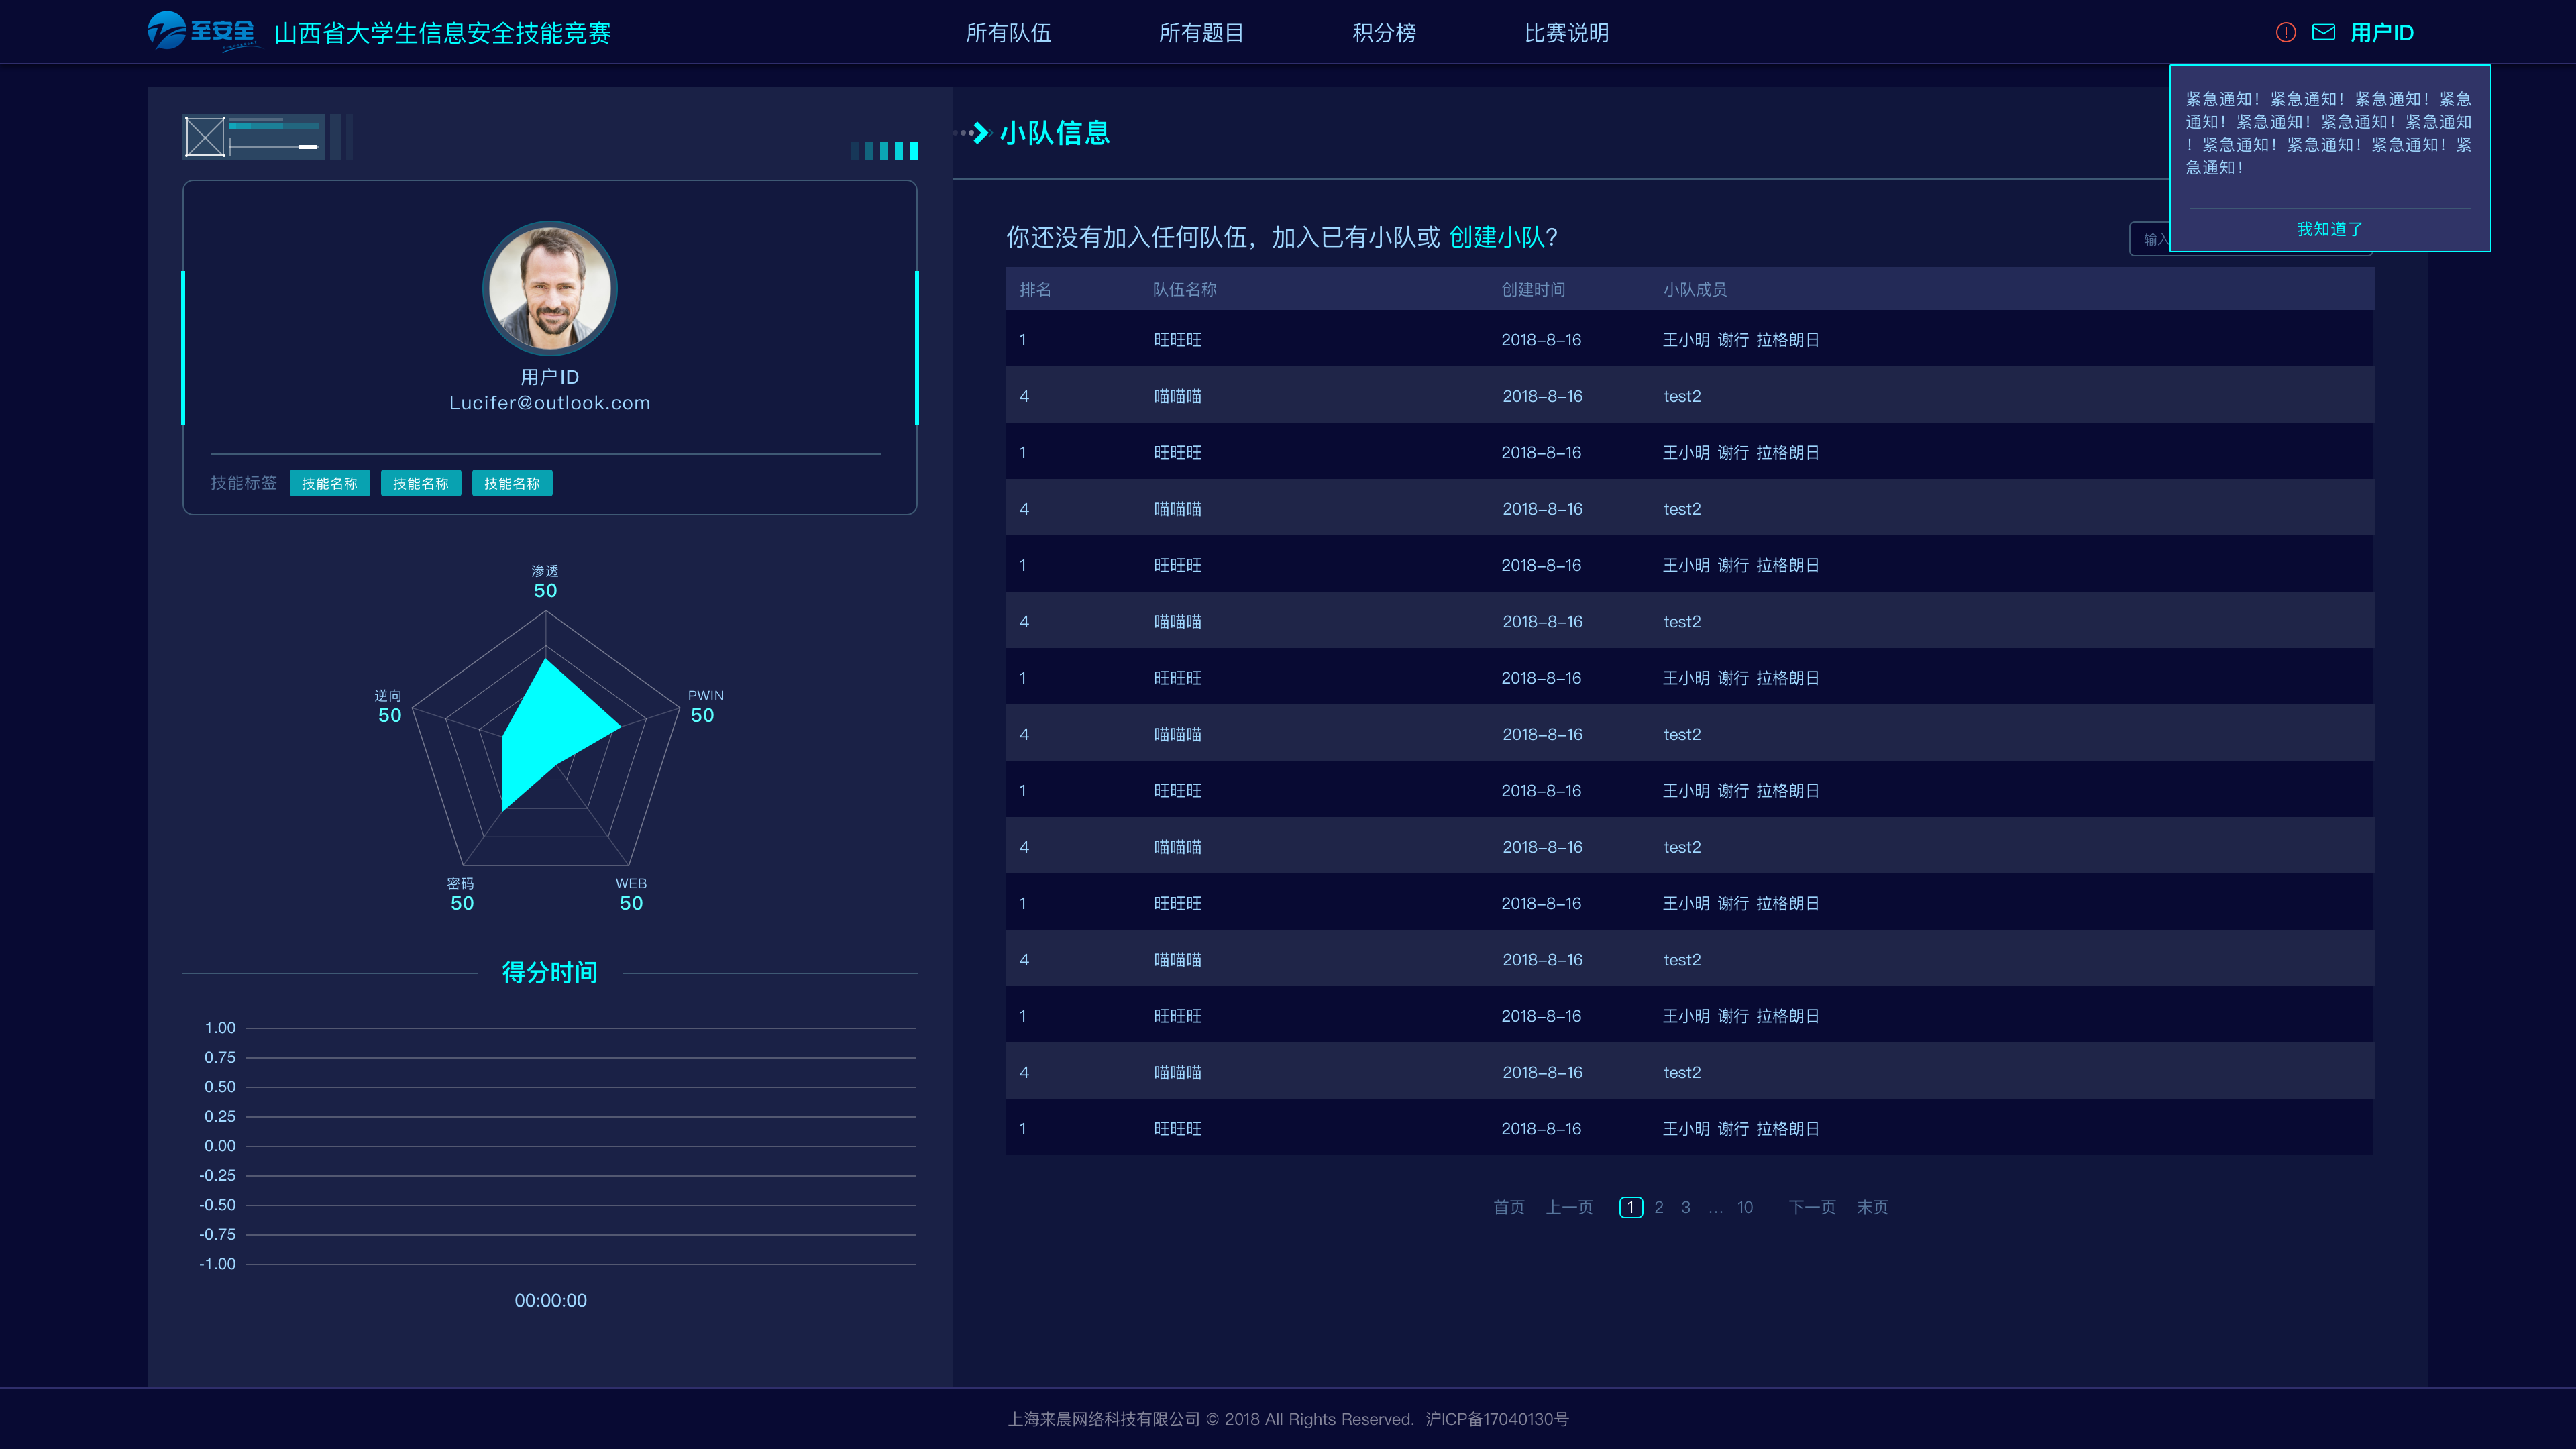 至安全 山西省大学生信息安全技能竞赛 所有队伍 所有题目 积分榜 比赛说明 用户ID
紧急通知！紧急通知！紧急通知！紧急
通知！紧急通知！紧急通知！紧急通知
！紧急通知！紧急通知！紧急通知！紧
急通知！
我知道了
用户ID
Lucifer@outlook.com
技能标签 技能名称 技能名称 技能名称
渗透
50
逆向
50
PWIN
50
密码
50
WEB
50
得分时间
1.00
0.75
0.50
0.25
0.00
-0.25
-0.50
-0.75
-1.00
00:00:00
小队信息
你还没有加入任何队伍，加入已有小队或 创建小队？ 输入
排名 队伍名称 创建时间 小队成员
1 旺旺旺 2018-8-16 王小明 谢行 拉格朗日
4 喵喵喵 2018-8-16 test2
1 旺旺旺 2018-8-16 王小明 谢行 拉格朗日
4 喵喵喵 2018-8-16 test2
1 旺旺旺 2018-8-16 王小明 谢行 拉格朗日
4 喵喵喵 2018-8-16 test2
1 旺旺旺 2018-8-16 王小明 谢行 拉格朗日
4 喵喵喵 2018-8-16 test2
1 旺旺旺 2018-8-16 王小明 谢行 拉格朗日
4 喵喵喵 2018-8-16 test2
1 旺旺旺 2018-8-16 王小明 谢行 拉格朗日
4 喵喵喵 2018-8-16 test2
1 旺旺旺 2018-8-16 王小明 谢行 拉格朗日
4 喵喵喵 2018-8-16 test2
1 旺旺旺 2018-8-16 王小明 谢行 拉格朗日
首页 上一页 1 2 3 ... 10 下一页 末页
上海来晨网络科技有限公司 © 2018 All Rights Reserved. 沪ICP备17040130号